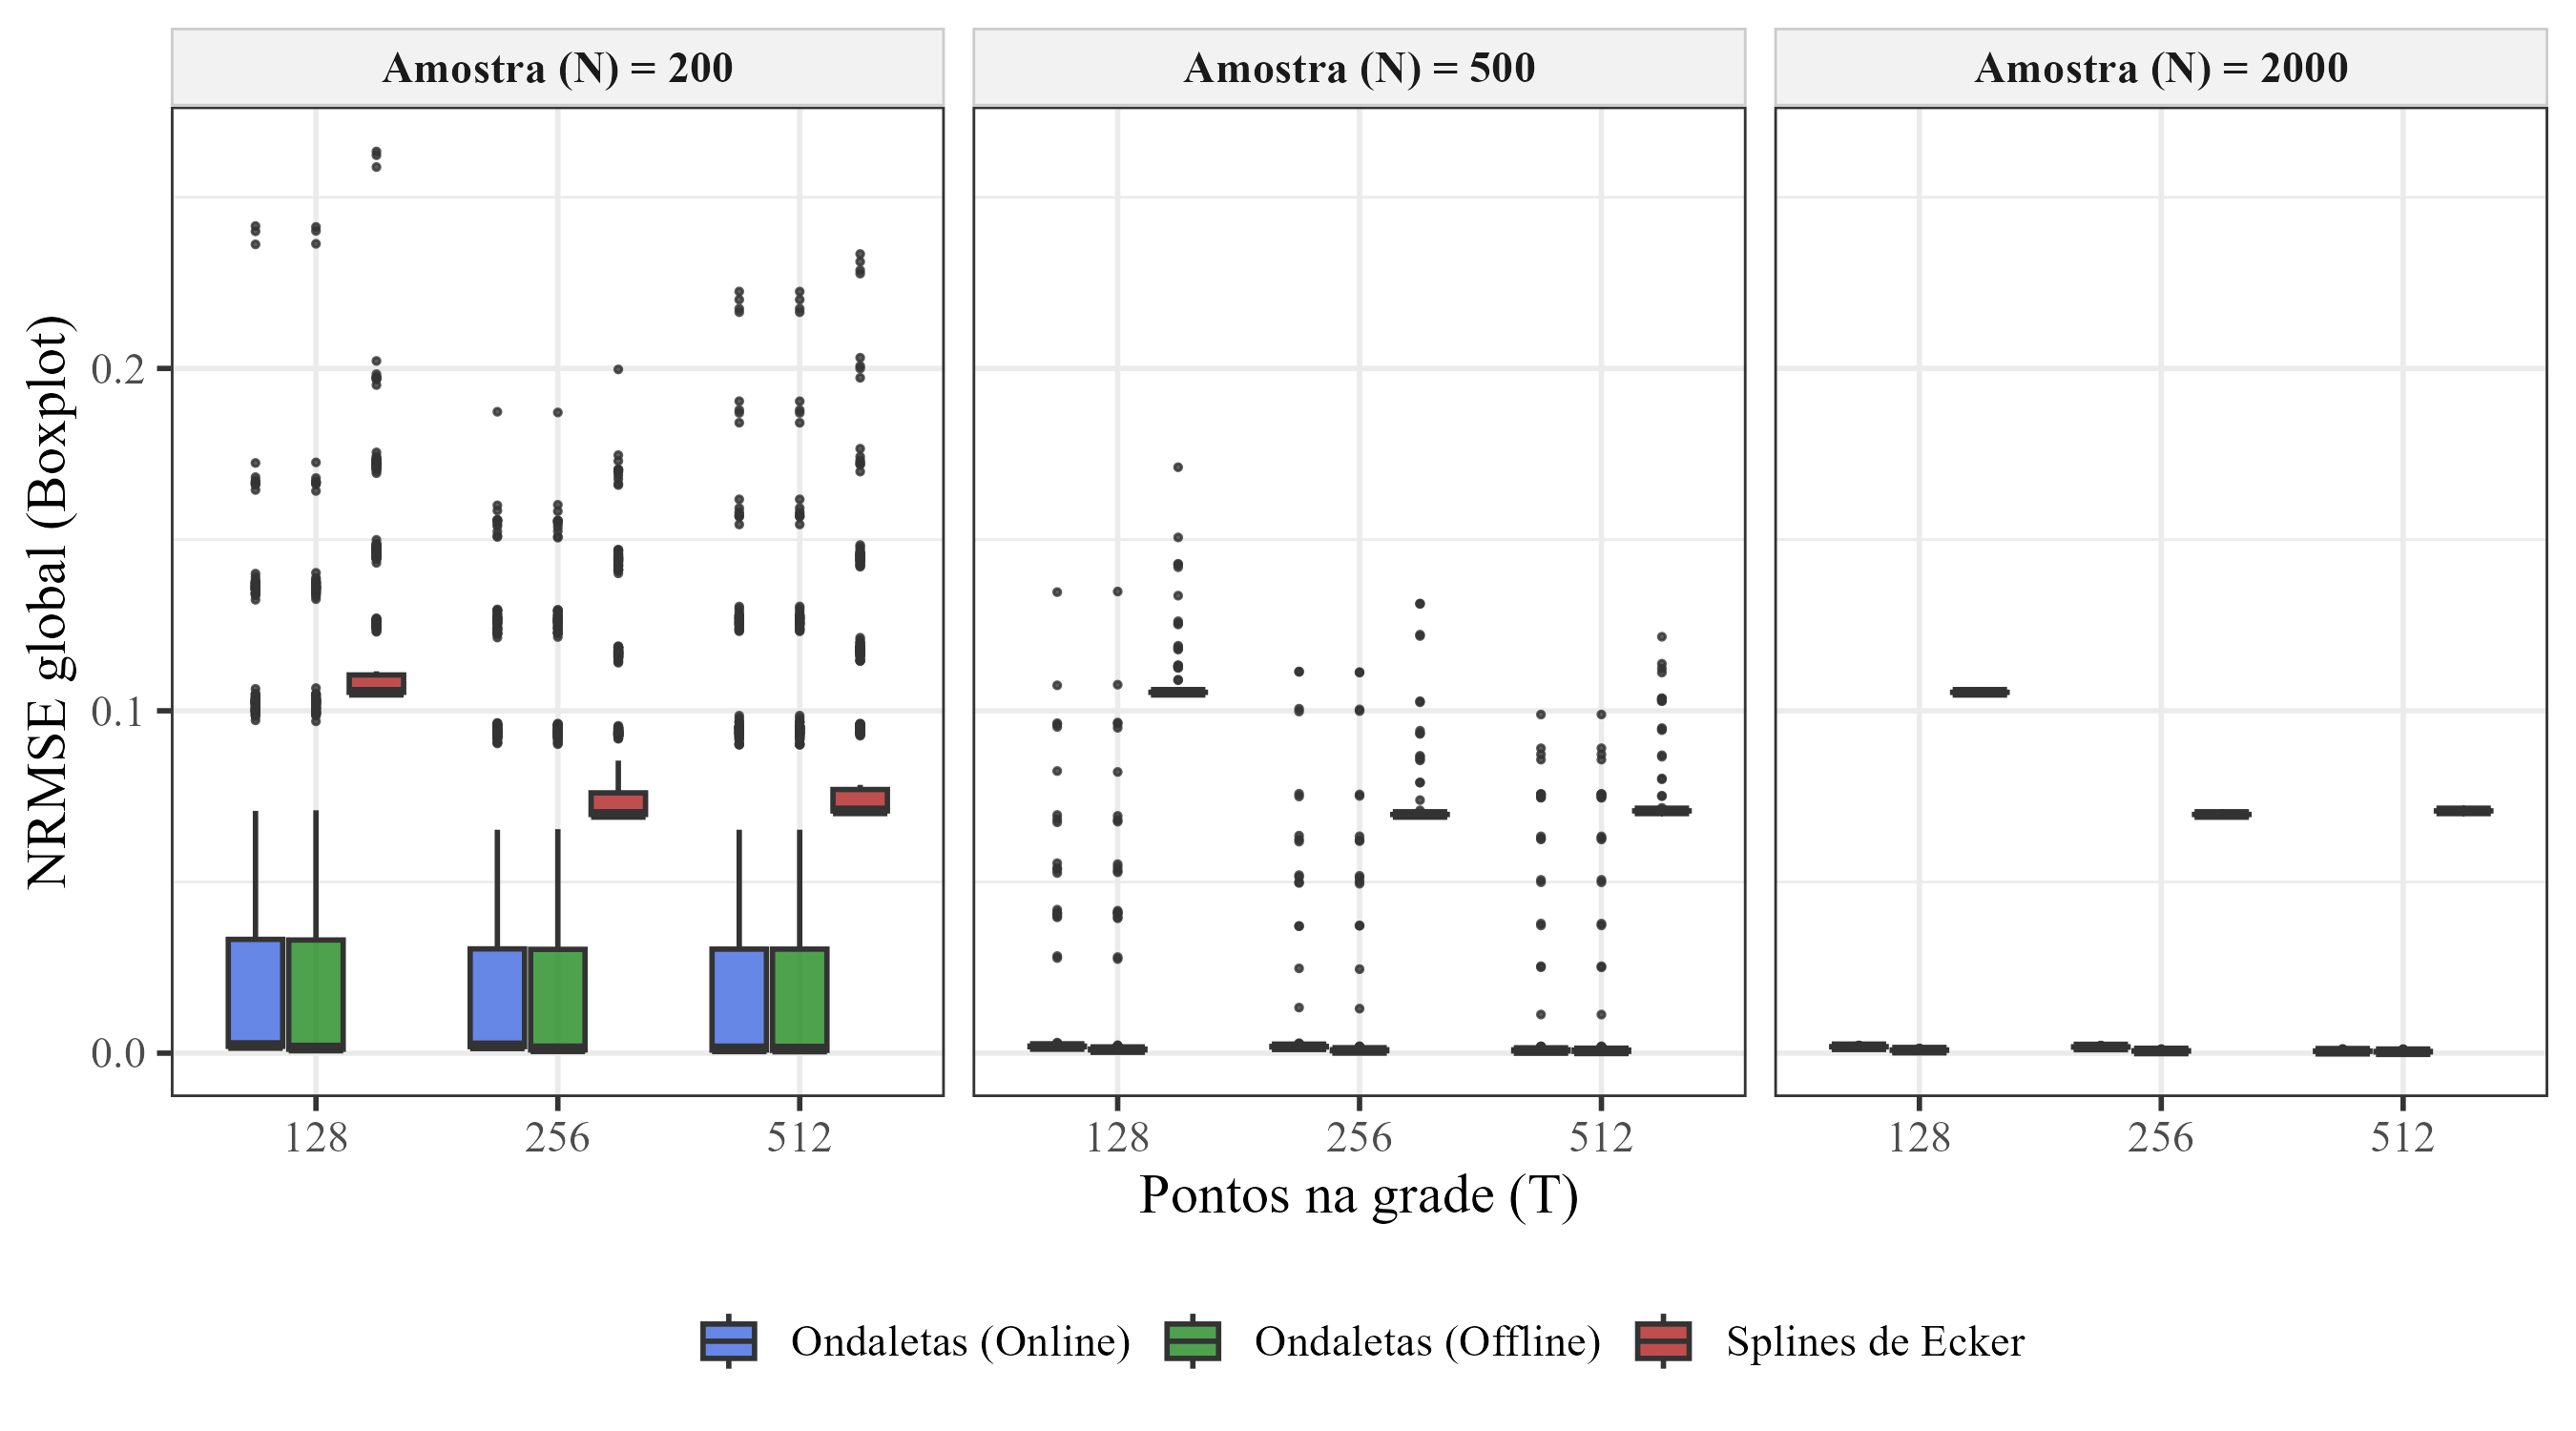 Amostra (N) = 200
Amostra (N) = 500
Amostra (N) = 2000
NRMSE global (Boxplot)
0.2
0.1
0.0
128 256 512
128 256 512
128 256 512
Pontos na grade (T)
Ondaletas (Online)
Ondaletas (Offline)
Splines de Ecker